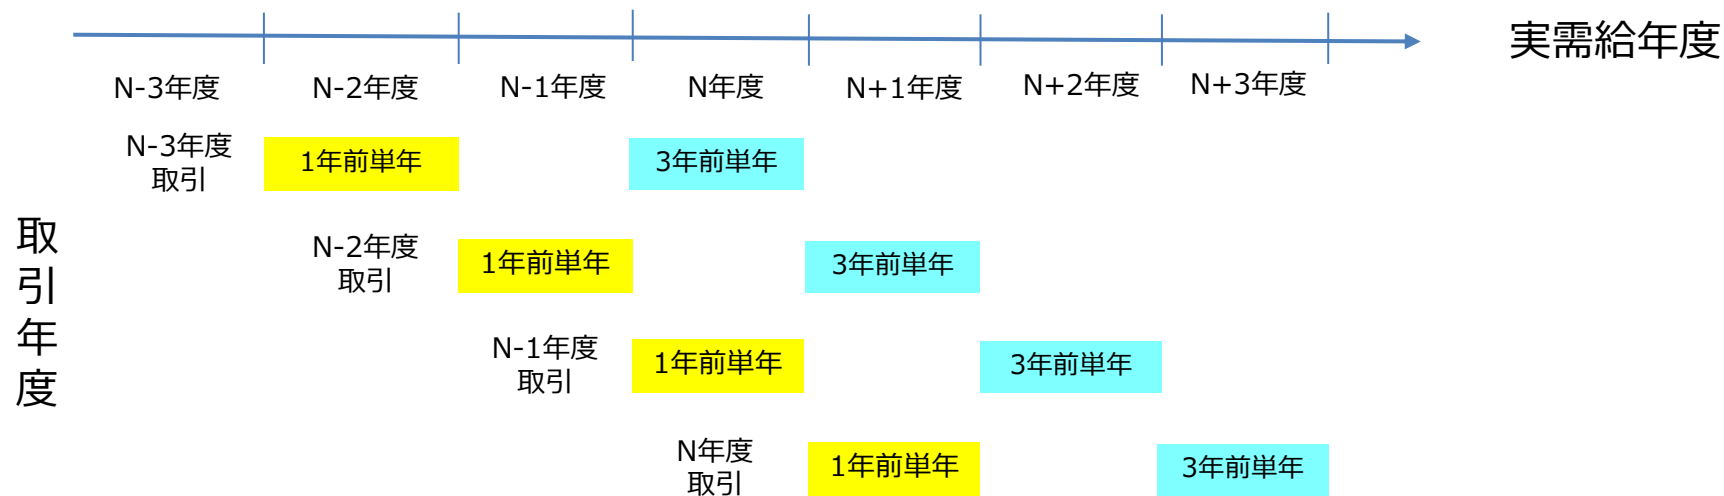 実需給年度
N-3年度
N-2年度
N-1年度
N年度
N+1年度
N+2年度
N+3年度
取引年度
N-3年度
取引
1年前単年
3年前単年
N-2年度
取引
1年前単年
3年前単年
N-1年度
取引
1年前単年
3年前単年
N年度
取引
1年前単年
3年前単年